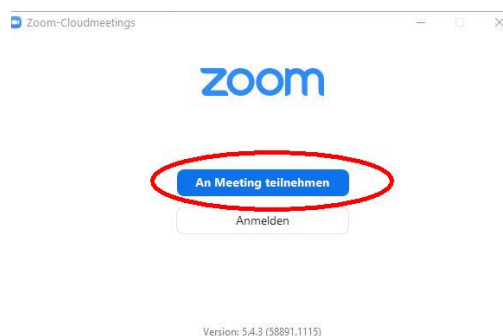 Zoom-Cloudmeetings
zoom
An Meeting teilnehmen
Anmelden
Version: 5.4.3 (58891.1115)